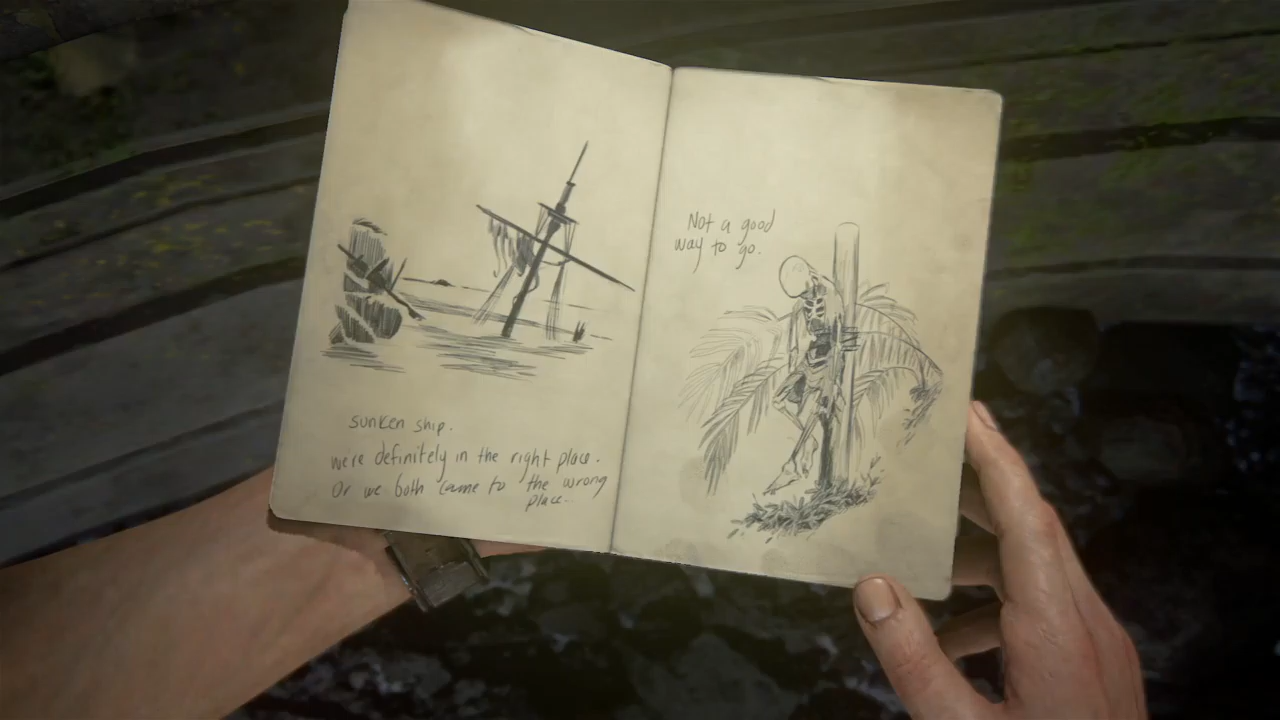 sunken ship.
we're definitely in the right place.
Or we both came to the wrong
place.
Not a good
way to go.